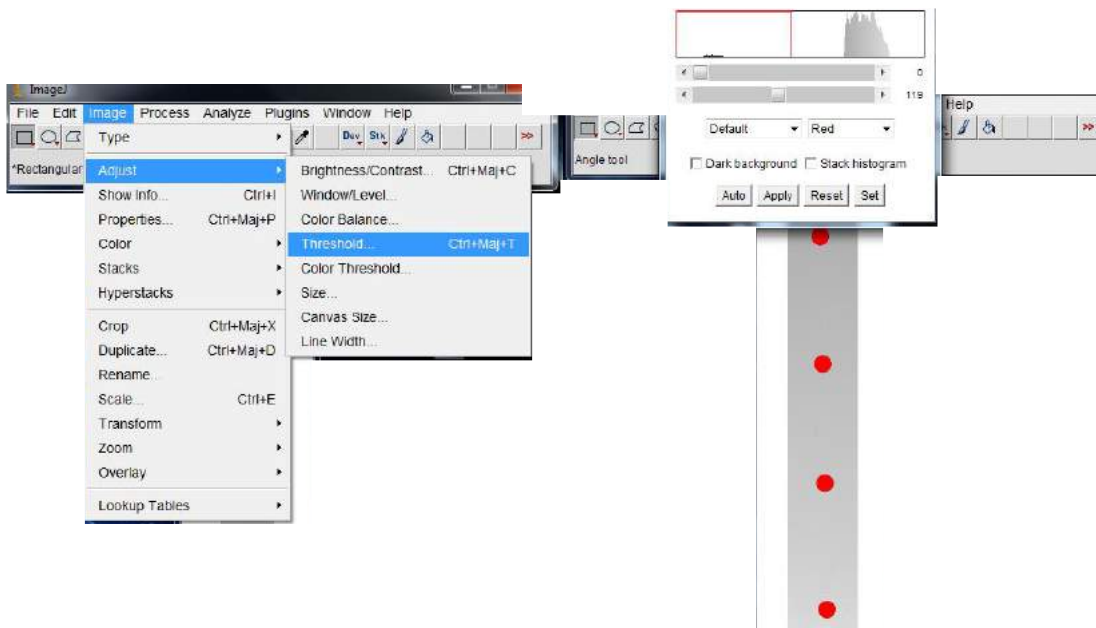 ImageJ
File Edit Image Process Analyze Plugins Window Help
Dev Stk >>
*Rectangular
Type
Adjust
Show Info... Ctrl+I
Properties... Ctrl+Maj+P
Color
Stacks
Hyperstacks
Crop Ctrl+Maj+X
Duplicate... Ctrl+Maj+D
Rename...
Scale... Ctrl+E
Transform
Zoom
Overlay
Lookup Tables
Brightness/Contrast... Ctrl+Maj+C
Window/Level...
Color Balance...
Threshold... Ctrl+Maj+T
Color Threshold...
Size...
Canvas Size...
Line Width...
0
119
Default Red
Dark background Stack histogram
Auto Apply Reset Set
Angle tool
Help
>>